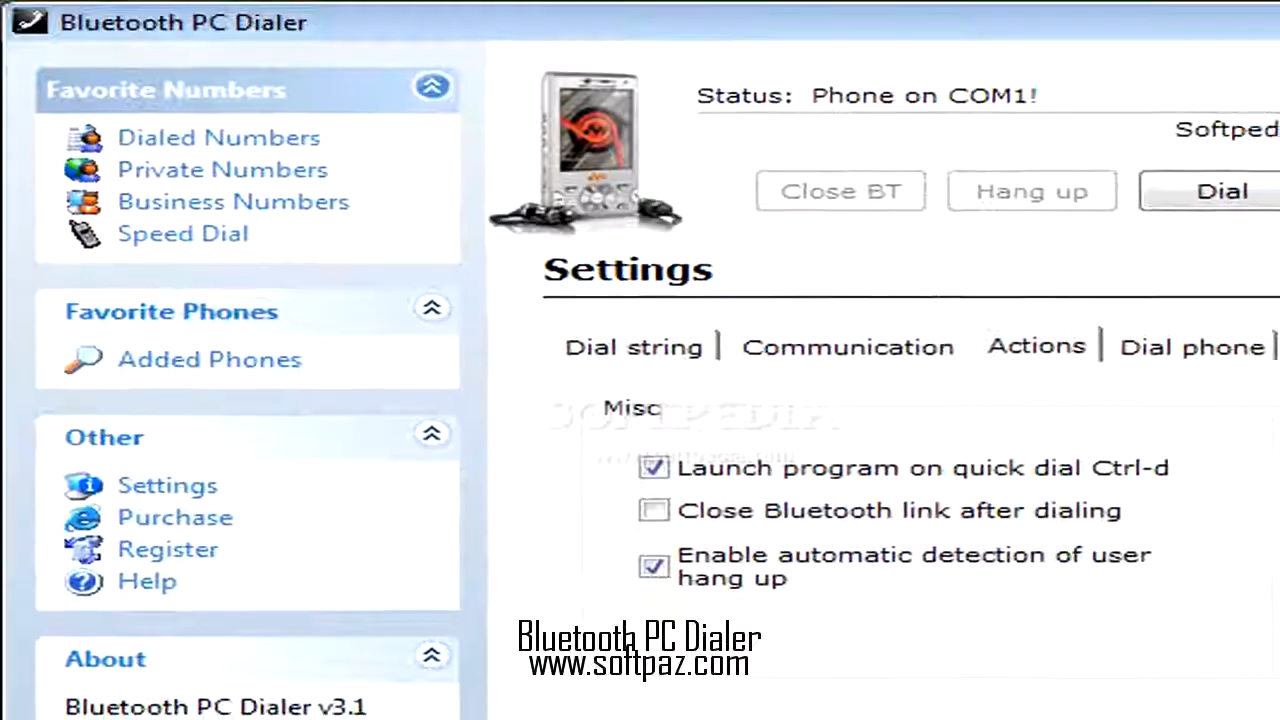 Bluetooth PC Dialer
Favorite Numbers
Dialed Numbers
Private Numbers
Business Numbers
Speed Dial
Favorite Phones
Added Phones
Other
Settings
Purchase
Register
Help
About
Bluetooth PC Dialer v3.1
Status: Phone on COM1!
Softped
Close BT
Hang up
Dial
Settings
Dial string
Communication
Actions
Dial phone
Misc
SOFTPEDIA
Launch program on quick dial Ctrl-d
Close Bluetooth link after dialing
Enable automatic detection of user
hang up
Bluetooth PC Dialer
www.softpaz.com